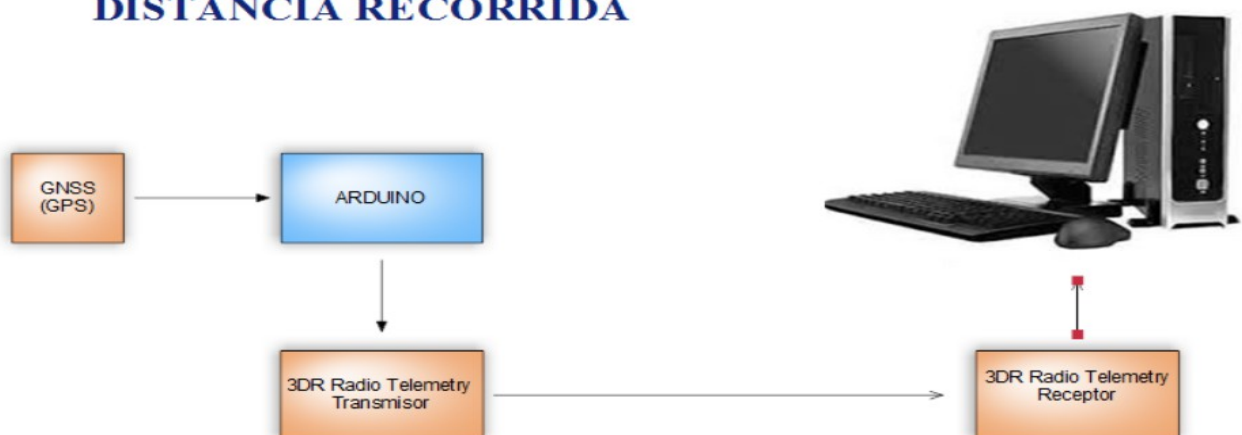 DISTANCIA RECORRIDA
GNSS
(GPS)
ARDUINO
3DR Radio Telemetry
Transmisor
3DR Radio Telemetry
Receptor